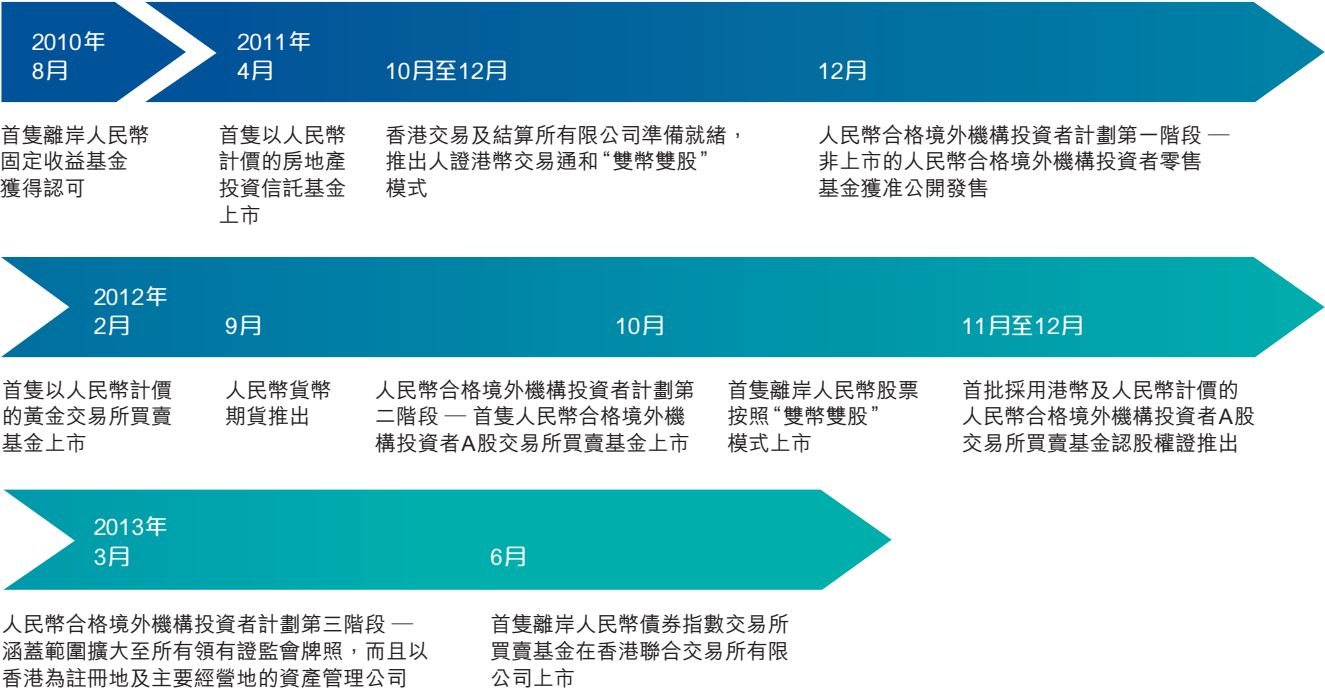 2010年
8月
2011年
4月
10月至12月
12月
首隻離岸人民幣
固定收益基金
獲得認可
首隻以人民幣
計價的房地產
投資信託基金
上市
香港交易及結算所有限公司準備就緒，
推出人證港幣交易通和“雙幣雙股”
模式
人民幣合格境外機構投資者計劃第一階段 —
非上市的人民幣合格境外機構投資者零售
基金獲准公開發售
2012年
2月
9月
10月
11月至12月
首隻以人民幣計價
的黃金交易所買賣
基金上市
人民幣貨幣
期貨推出
人民幣合格境外機構投資者計劃第
二階段 — 首隻人民幣合格境外機
構投資者A股交易所買賣基金上市
首隻離岸人民幣股票
按照“雙幣雙股”
模式上市
首批採用港幣及人民幣計價的
人民幣合格境外機構投資者A股
交易所買賣基金認股權證推出
2013年
3月
6月
人民幣合格境外機構投資者計劃第三階段 —
涵蓋範圍擴大至所有領有證監會牌照，而且以
香港為註冊地及主要經營地的資產管理公司
首隻離岸人民幣債券指數交易所
買賣基金在香港聯合交易所有限
公司上市